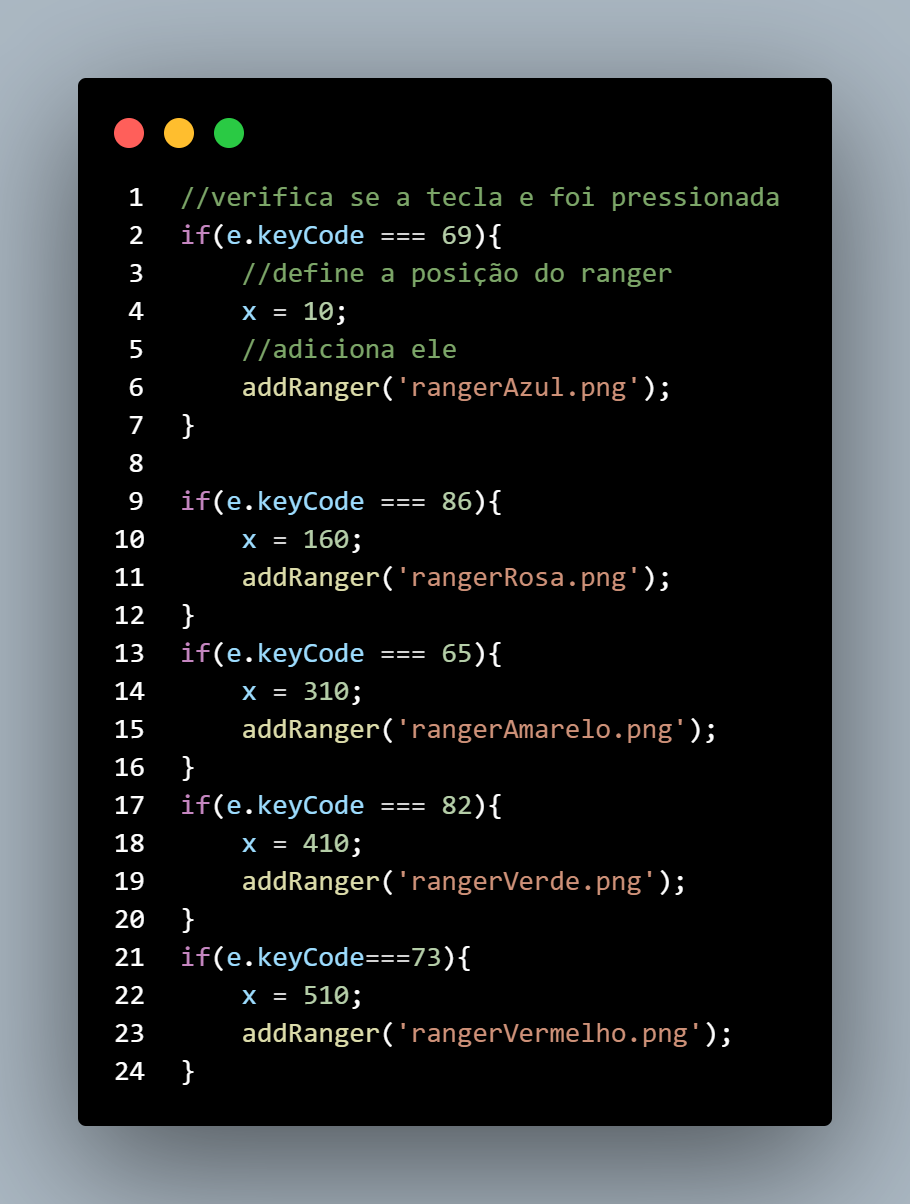 1 //verifica se a tecla e foi pressionada
2 if(e.keyCode === 69){
3     //define a posição do ranger
4     x = 10;
5     //adiciona ele
6     addRanger('rangerAzul.png');
7 }
8
9 if(e.keyCode === 86){
10     x = 160;
11     addRanger('rangerRosa.png');
12 }
13 if(e.keyCode === 65){
14     x = 310;
15     addRanger('rangerAmarelo.png');
16 }
17 if(e.keyCode === 82){
18     x = 410;
19     addRanger('rangerVerde.png');
20 }
21 if(e.keyCode===73){
22     x = 510;
23     addRanger('rangerVermelho.png');
24 }